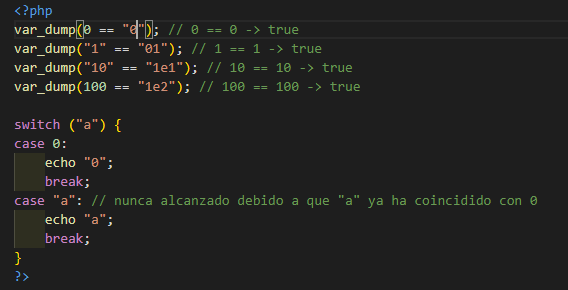 <?php
var_dump(0 == "0"); // 0 == 0 -> true
var_dump("1" == "01"); // 1 == 1 -> true
var_dump("10" == "1e1"); // 10 == 10 -> true
var_dump(100 == "1e2"); // 100 == 100 -> true
switch ("a") {
case 0:
    echo "0";
    break;
case "a": // nunca alcanzado debido a que "a" ya ha coincidido con 0
    echo "a";
    break;
}
?>